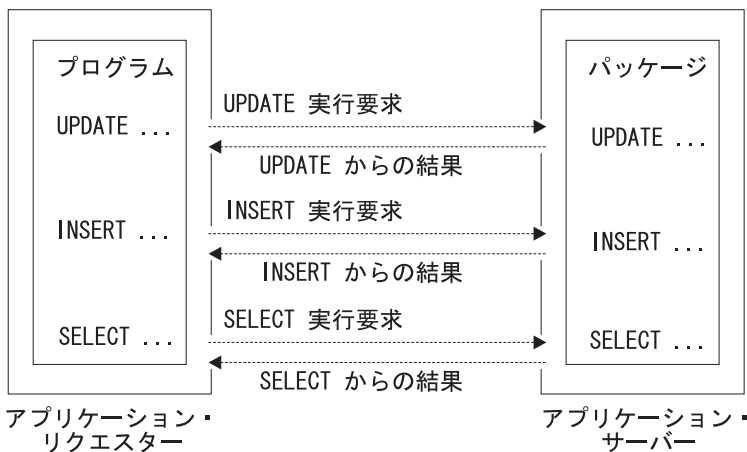 プログラム
パッケージ
UPDATE 実行要求
UPDATE ...
UPDATE ...
UPDATE からの結果
INSERT 実行要求
INSERT ...
INSERT ...
INSERT からの結果
SELECT 実行要求
SELECT ...
SELECT ...
SELECT からの結果
アプリケーション・
リクエスター
アプリケーション・
サーバー